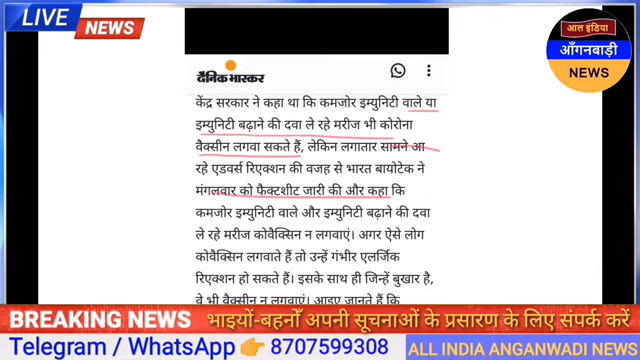 LIVE NEWS
आल इंडिया
आँगनबाड़ी
NEWS
दैनिक भास्कर
केंद्र सरकार ने कहा था कि कमजोर इम्युनिटी वाले या
इम्युनिटी बढ़ाने की दवा ले रहे मरीज भी कोरोना
वैक्सीन लगवा सकते हैं, लेकिन लगातार सामने आ
रहे एडवर्स रिएक्शन की वजह से भारत बायोटेक ने
मंगलवार को फैक्टशीट जारी की और कहा कि
कमजोर इम्युनिटी वाले और इम्युनिटी बढ़ाने की दवा
ले रहे मरीज कोवैक्सिन न लगवाएं। अगर ऐसे लोग
कोवैक्सिन लगवाते हैं तो उन्हें गंभीर एलर्जिक
रिएक्शन हो सकते हैं। इसके साथ ही जिन्हें बुखार है,
वे भी वैक्सीन न लगवाएं। आइए जानते हैं कि
BREAKING NEWS भाइयों-बहनोँ अपनी सूचनाओं के प्रसारण के लिए संपर्क करें
Telegram / WhatsApp 👉 8707599308 ALL INDIA ANGANWADI NEWS